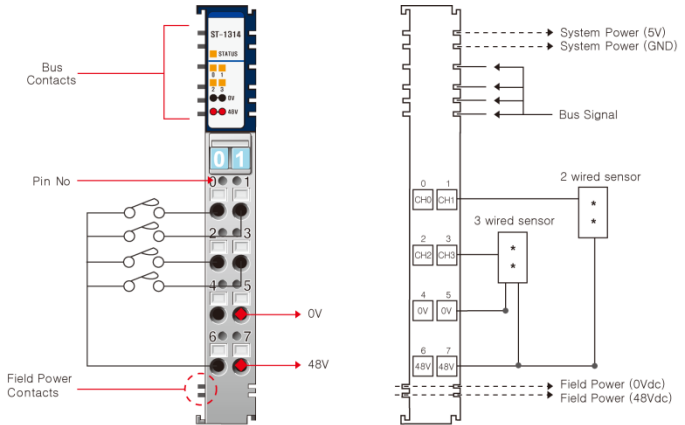 ST-1314
STATUS
0 1
2 3
0V
48V
Bus
Contacts
01
Pin No
0 1
2 3
4 5
6 7
0V
48V
Field Power
Contacts
System Power (5V)
System Power (GND)
Bus Signal
2 wired sensor
3 wired sensor
0 1
CH0 CH1
* *
2 3
CH2 CH3
* *
4 5
0V 0V
6 7
48V 48V
Field Power (0Vdc)
Field Power (48Vdc)